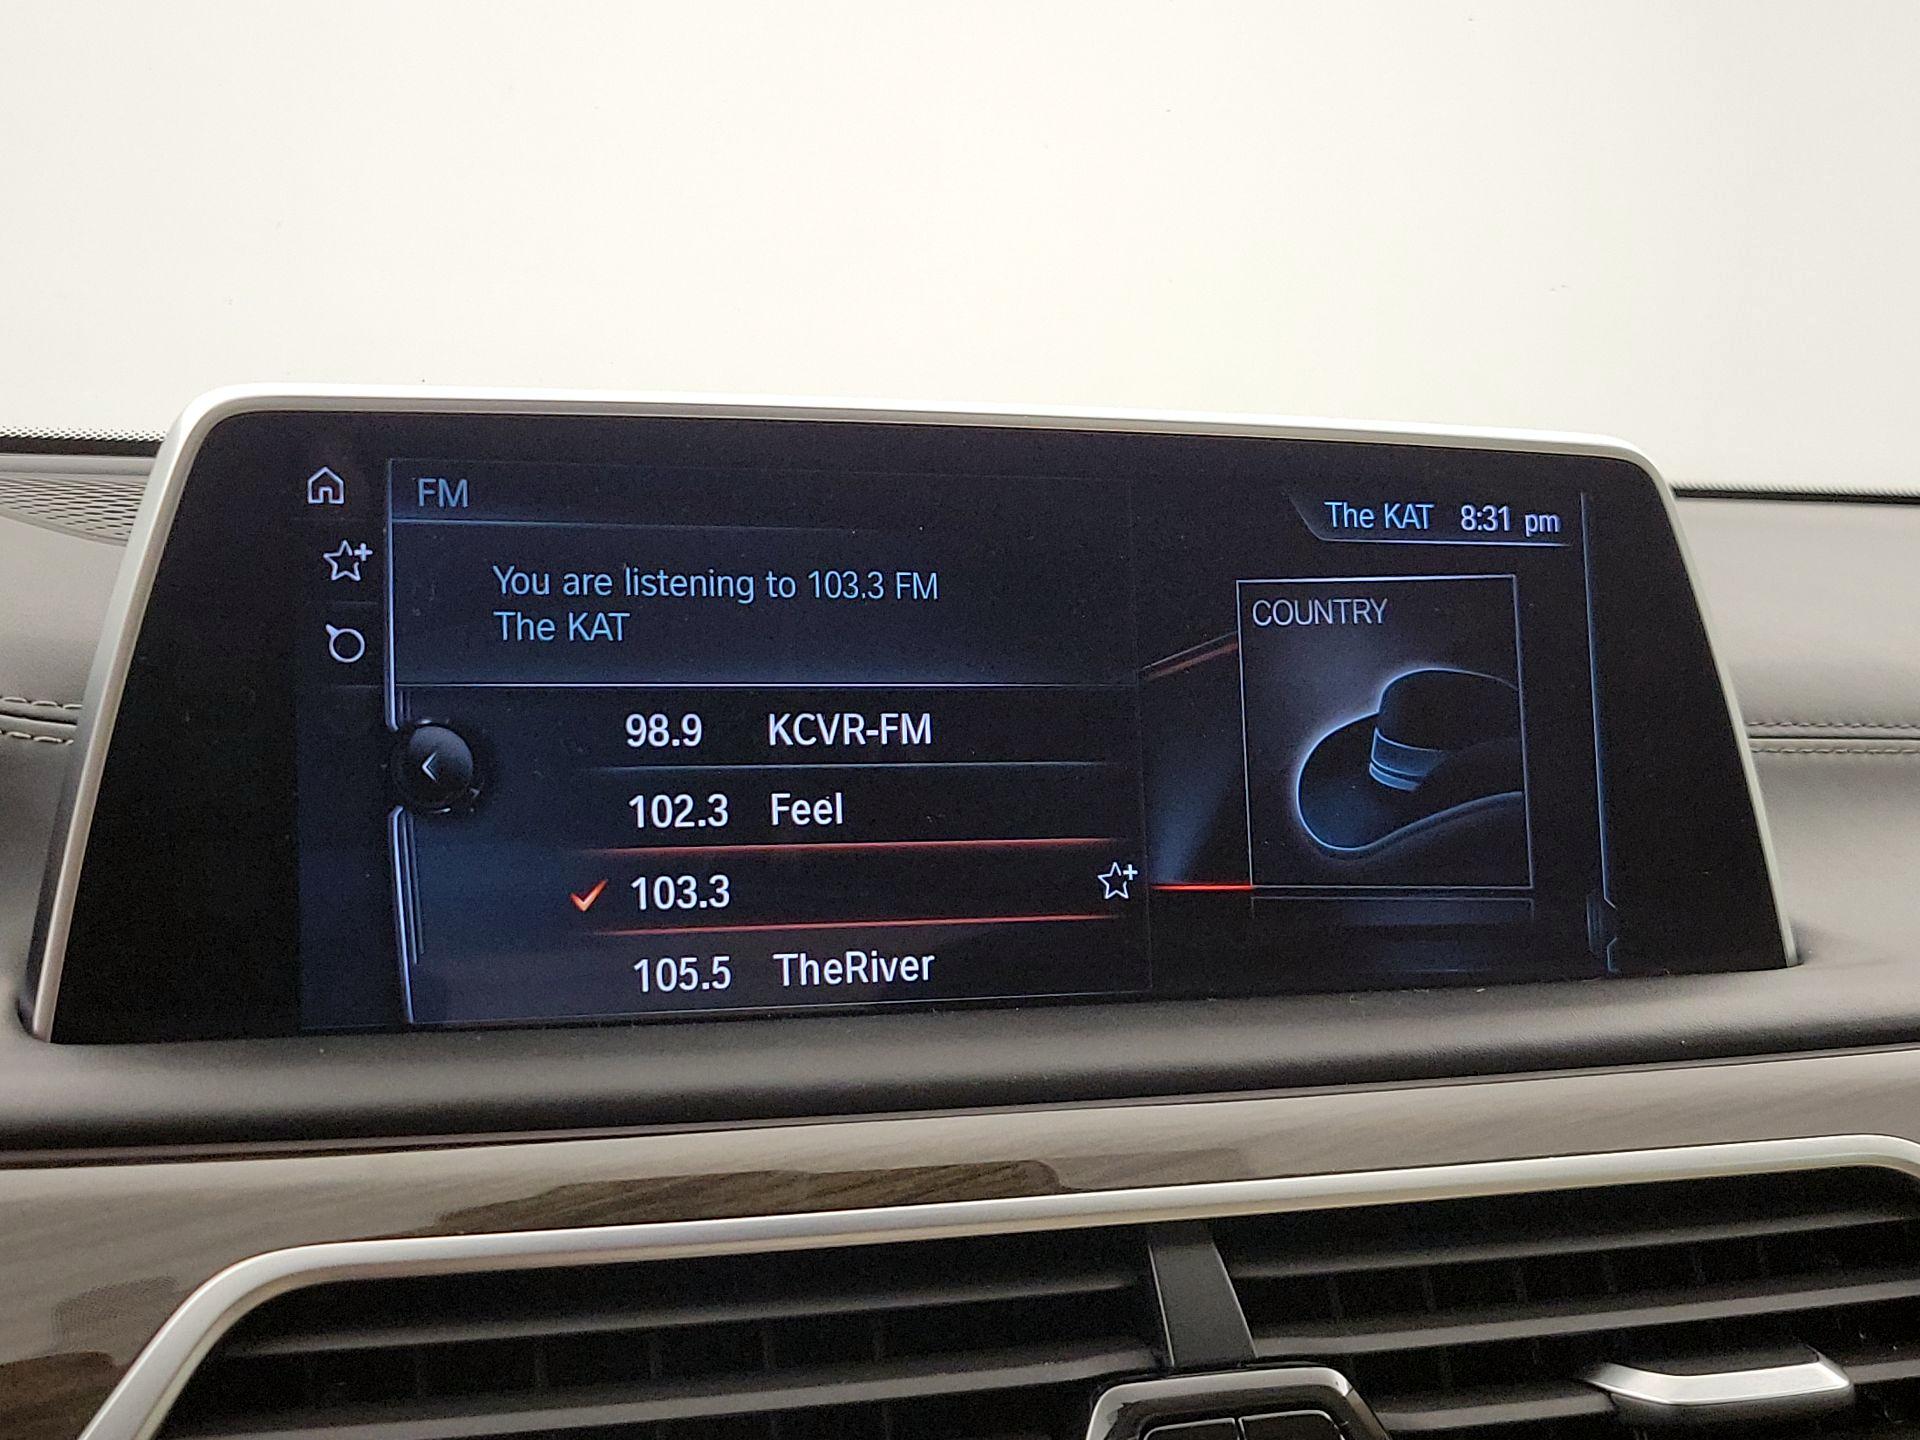 FM
The KAT 8:31 pm
You are listening to 103.3 FM
The KAT
COUNTRY
98.9 KCVR-FM
102.3 Feel
103.3
105.5 TheRiver